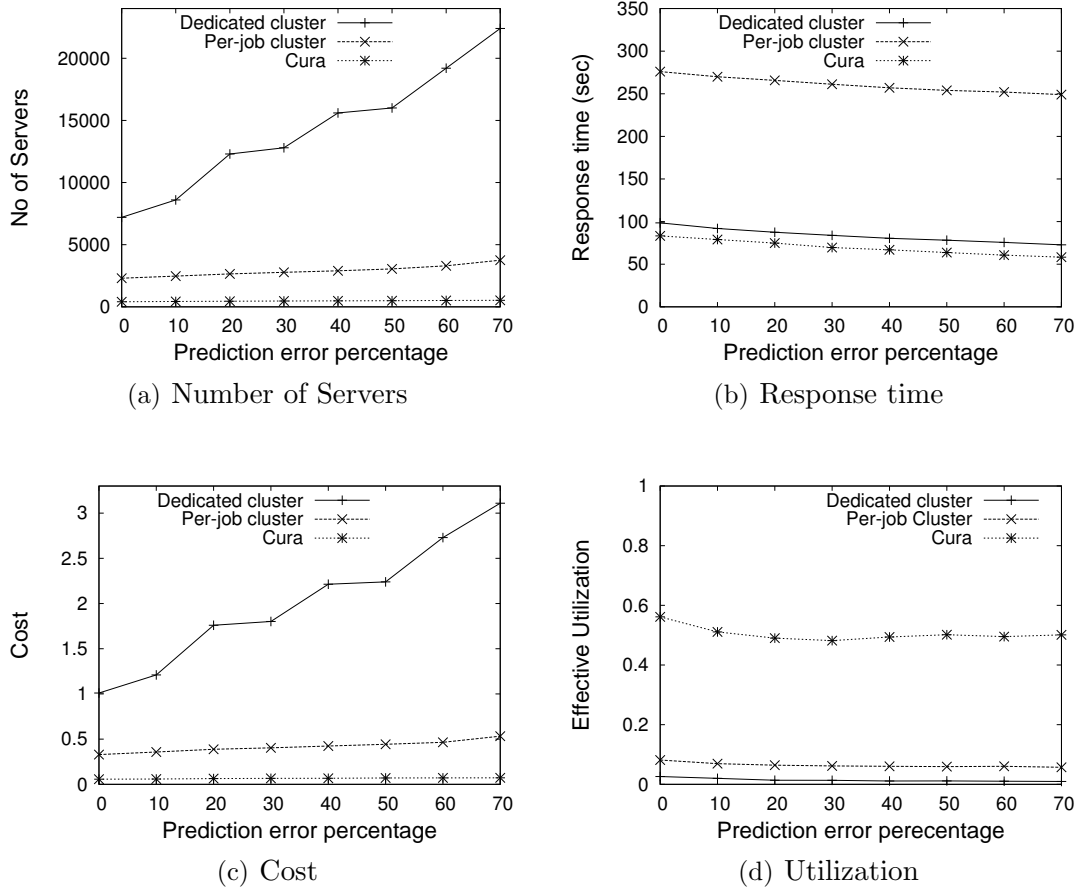 Dedicated cluster
Per-job cluster
Cura
No of Servers
20000
15000
10000
5000
0
0 10 20 30 40 50 60 70
Prediction error percentage
(a) Number of Servers
Dedicated cluster
Per-job cluster
Cura
Response time (sec)
350
300
250
200
150
100
50
0
0 10 20 30 40 50 60 70
Prediction error percentage
(b) Response time
Dedicated cluster
Per-job cluster
Cura
Cost
3
2.5
2
1.5
1
0.5
0
0 10 20 30 40 50 60 70
Prediction error percentage
(c) Cost
Dedicated cluster
Per-job Cluster
Cura
Effective Utilization
1
0.8
0.6
0.4
0.2
0
0 10 20 30 40 50 60 70
Prediction error perecentage
(d) Utilization